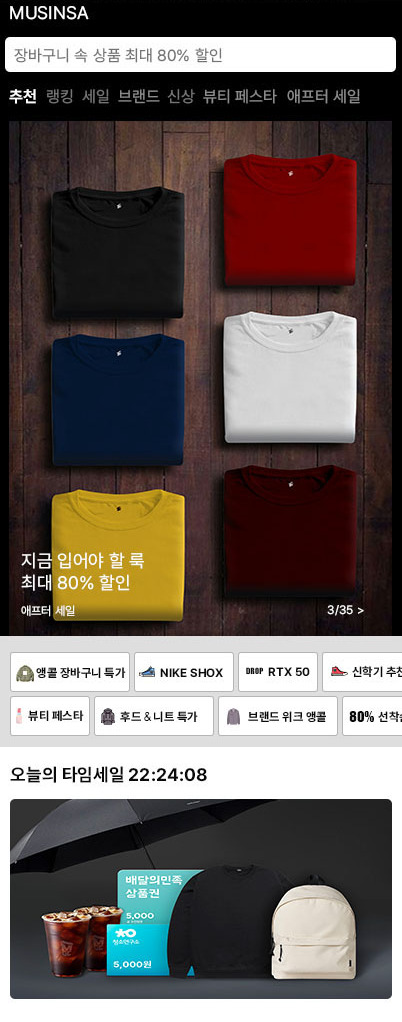 MUSINSA
장바구니 속 상품 최대 80% 할인
추천 랭킹 세일 브랜드 신상 뷰티 페스타 애프터 세일
지금 입어야 할 룩
최대 80% 할인
애프터 세일 3/35 >
앵콜 장바구니 특가 NIKE SHOX DROP RTX 50 신학기 추천
뷰티 페스타 후드 & 니트 특가 브랜드 위크 앵콜 80% 선착순
오늘의 타임세일 22:24:08
배달의민족
상품권
5,000
청소연구소
5,000원